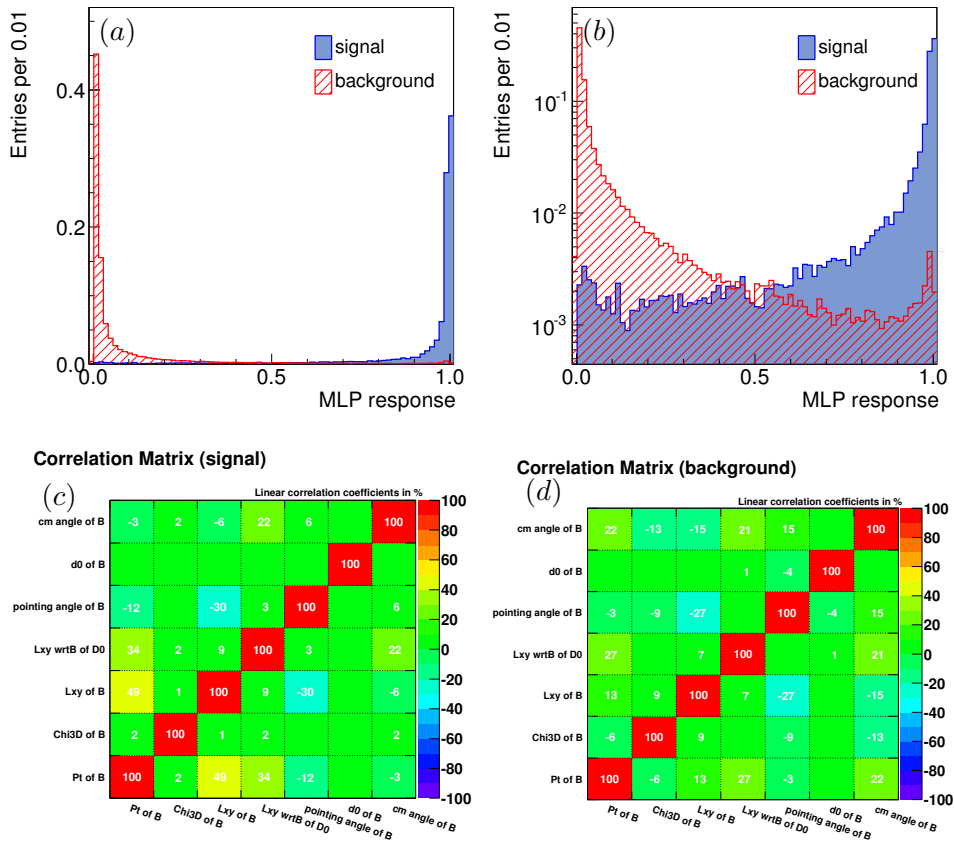 (a)
Entries per 0.01
signal
background
0.4
0.2
0.0
0.0 0.5 1.0
MLP response
(b)
Entries per 0.01
signal
background
10-1
10-2
10-3
0.0 0.5 1.0
MLP response
Correlation Matrix (signal)
(c)
Linear correlation coefficients in %
cm angle of B -3 2 -6 22 6 100
d0 of B 100
pointing angle of B -12 -30 3 100 6
Lxy wrtB of D0 34 2 9 100 3 22
Lxy of B 49 1 100 9 -30 -6
Chi3D of B 2 100 1 2 2
Pt of B 100 2 49 34 -12 -3
Pt of B Chi3D of B Lxy of B Lxy wrtB of D0 pointing angle of B d0 of B cm angle of B
100
80
60
40
20
0
-20
-40
-60
-80
-100
Correlation Matrix (background)
(d)
Linear correlation coefficients in %
cm angle of B 22 -13 -15 21 15 100
d0 of B 1 -4 100
pointing angle of B -3 -9 -27 100 -4 15
Lxy wrtB of D0 27 7 100 1 21
Lxy of B 13 9 100 7 -27 -15
Chi3D of B -6 100 9 -9 -13
Pt of B 100 -6 13 27 -3 22
Pt of B Chi3D of B Lxy of B Lxy wrtB of D0 pointing angle of B d0 of B cm angle of B
100
80
60
40
20
0
-20
-40
-60
-80
-100